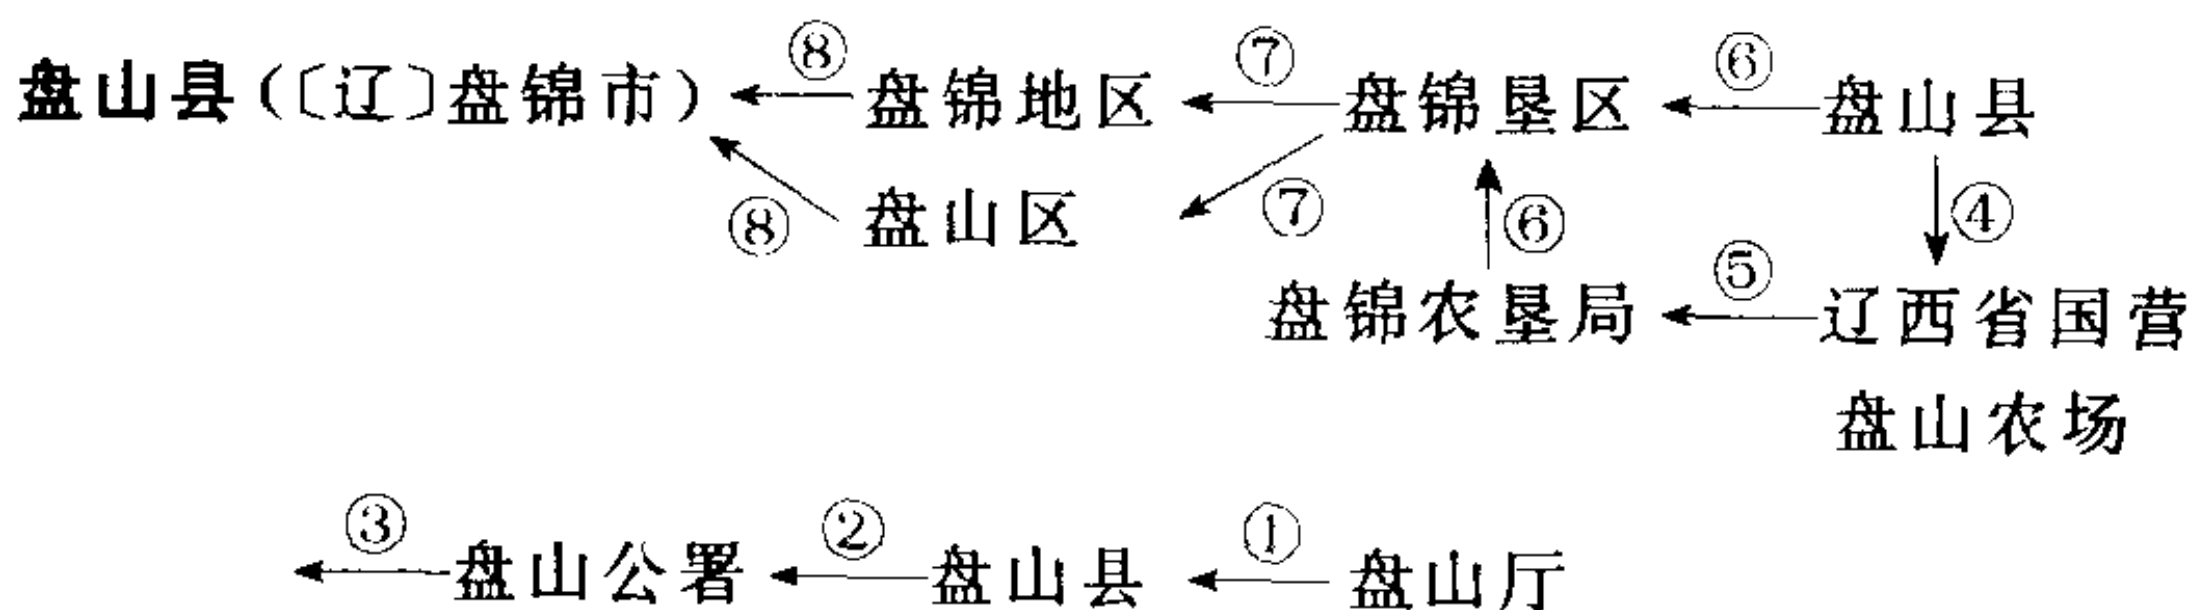 盘山县(〔辽〕盘锦市) ⑧ 盘锦地区 ⑦ 盘锦垦区 ⑥ 盘山县
⑧ 盘山区 ⑦ ⑥ ④
盘锦农垦局 ⑤ 辽西省国营
盘山农场
③ 盘山公署 ② 盘山县 ① 盘山厅